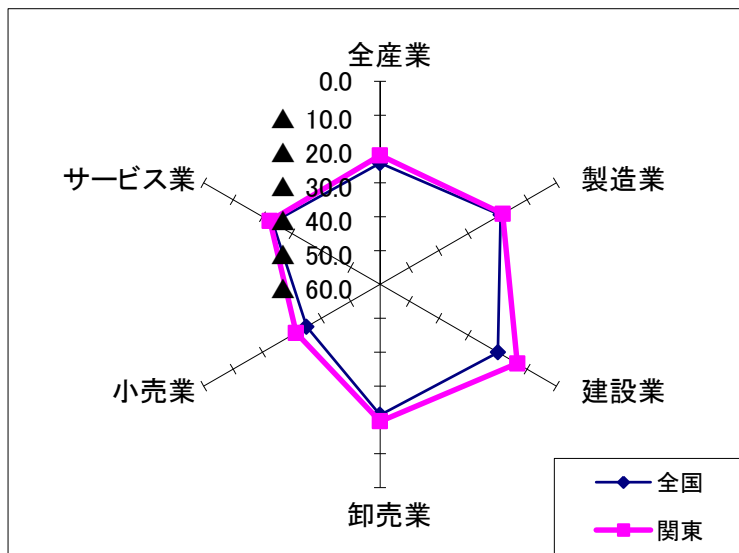 全産業
0.0
▲ 10.0
▲ 20.0
▲ 30.0
▲ 40.0
▲ 50.0
▲ 60.0
サービス業
製造業
小売業
建設業
卸売業
全国
関東